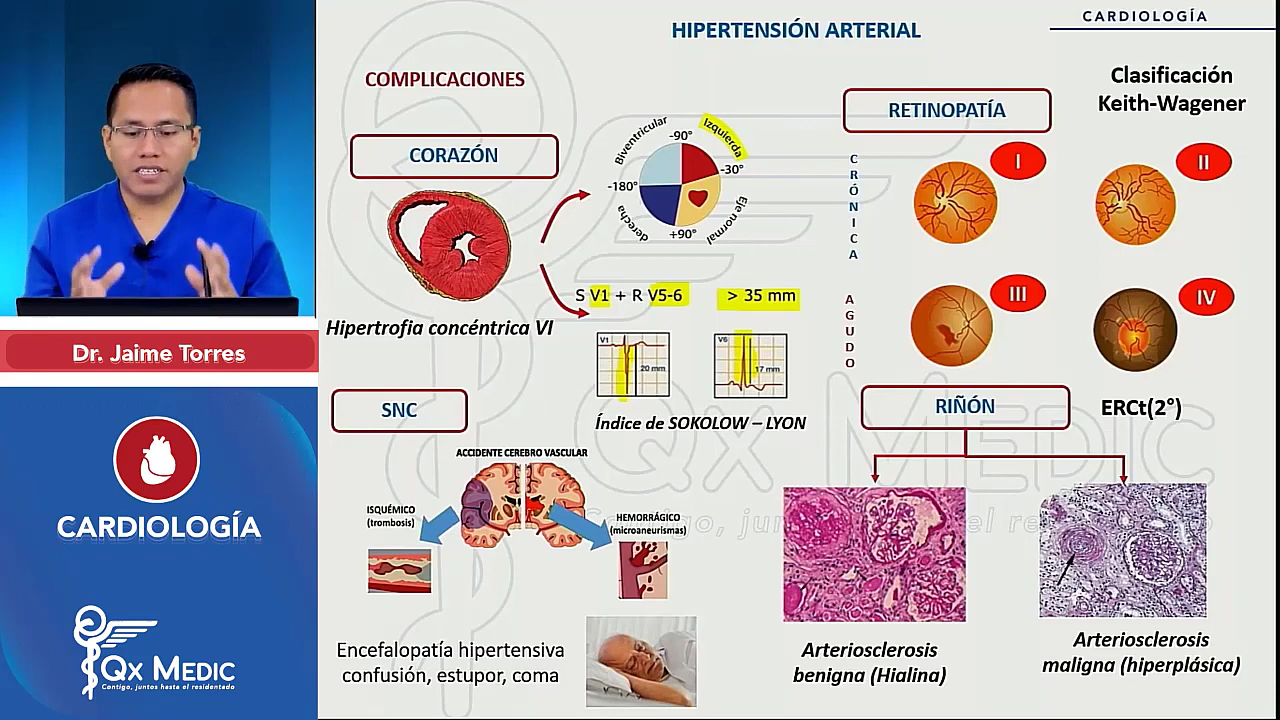 CARDIOLOGÍA
HIPERTENSIÓN ARTERIAL
COMPLICACIONES
CORAZÓN
Hipertrofia concéntrica VI
Biventricular
Izquierda
-90°
-30°
-180°
+90°
derecha
Eje normal
S V1 + R V5-6
> 35 mm
V1
20 mm
V6
17 mm
Índice de SOKOLOW – LYON
RETINOPATÍA
Clasificación
Keith-Wagener
CRÓNICA
I
II
AGUDO
III
IV
SNC
ACCIDENTE CEREBRO VASCULAR
ISQUÉMICO
(trombosis)
HEMORRÁGICO
(microaneurismas)
Encefalopatía hipertensiva
confusión, estupor, coma
RIÑÓN
ERCt(2°)
Arteriosclerosis
benigna (Hialina)
Arteriosclerosis
maligna (hiperplásica)
Dr. Jaime Torres
CARDIOLOGÍA
QX MEDIC
Contigo, juntos hasta el residentado
QX MEDIC